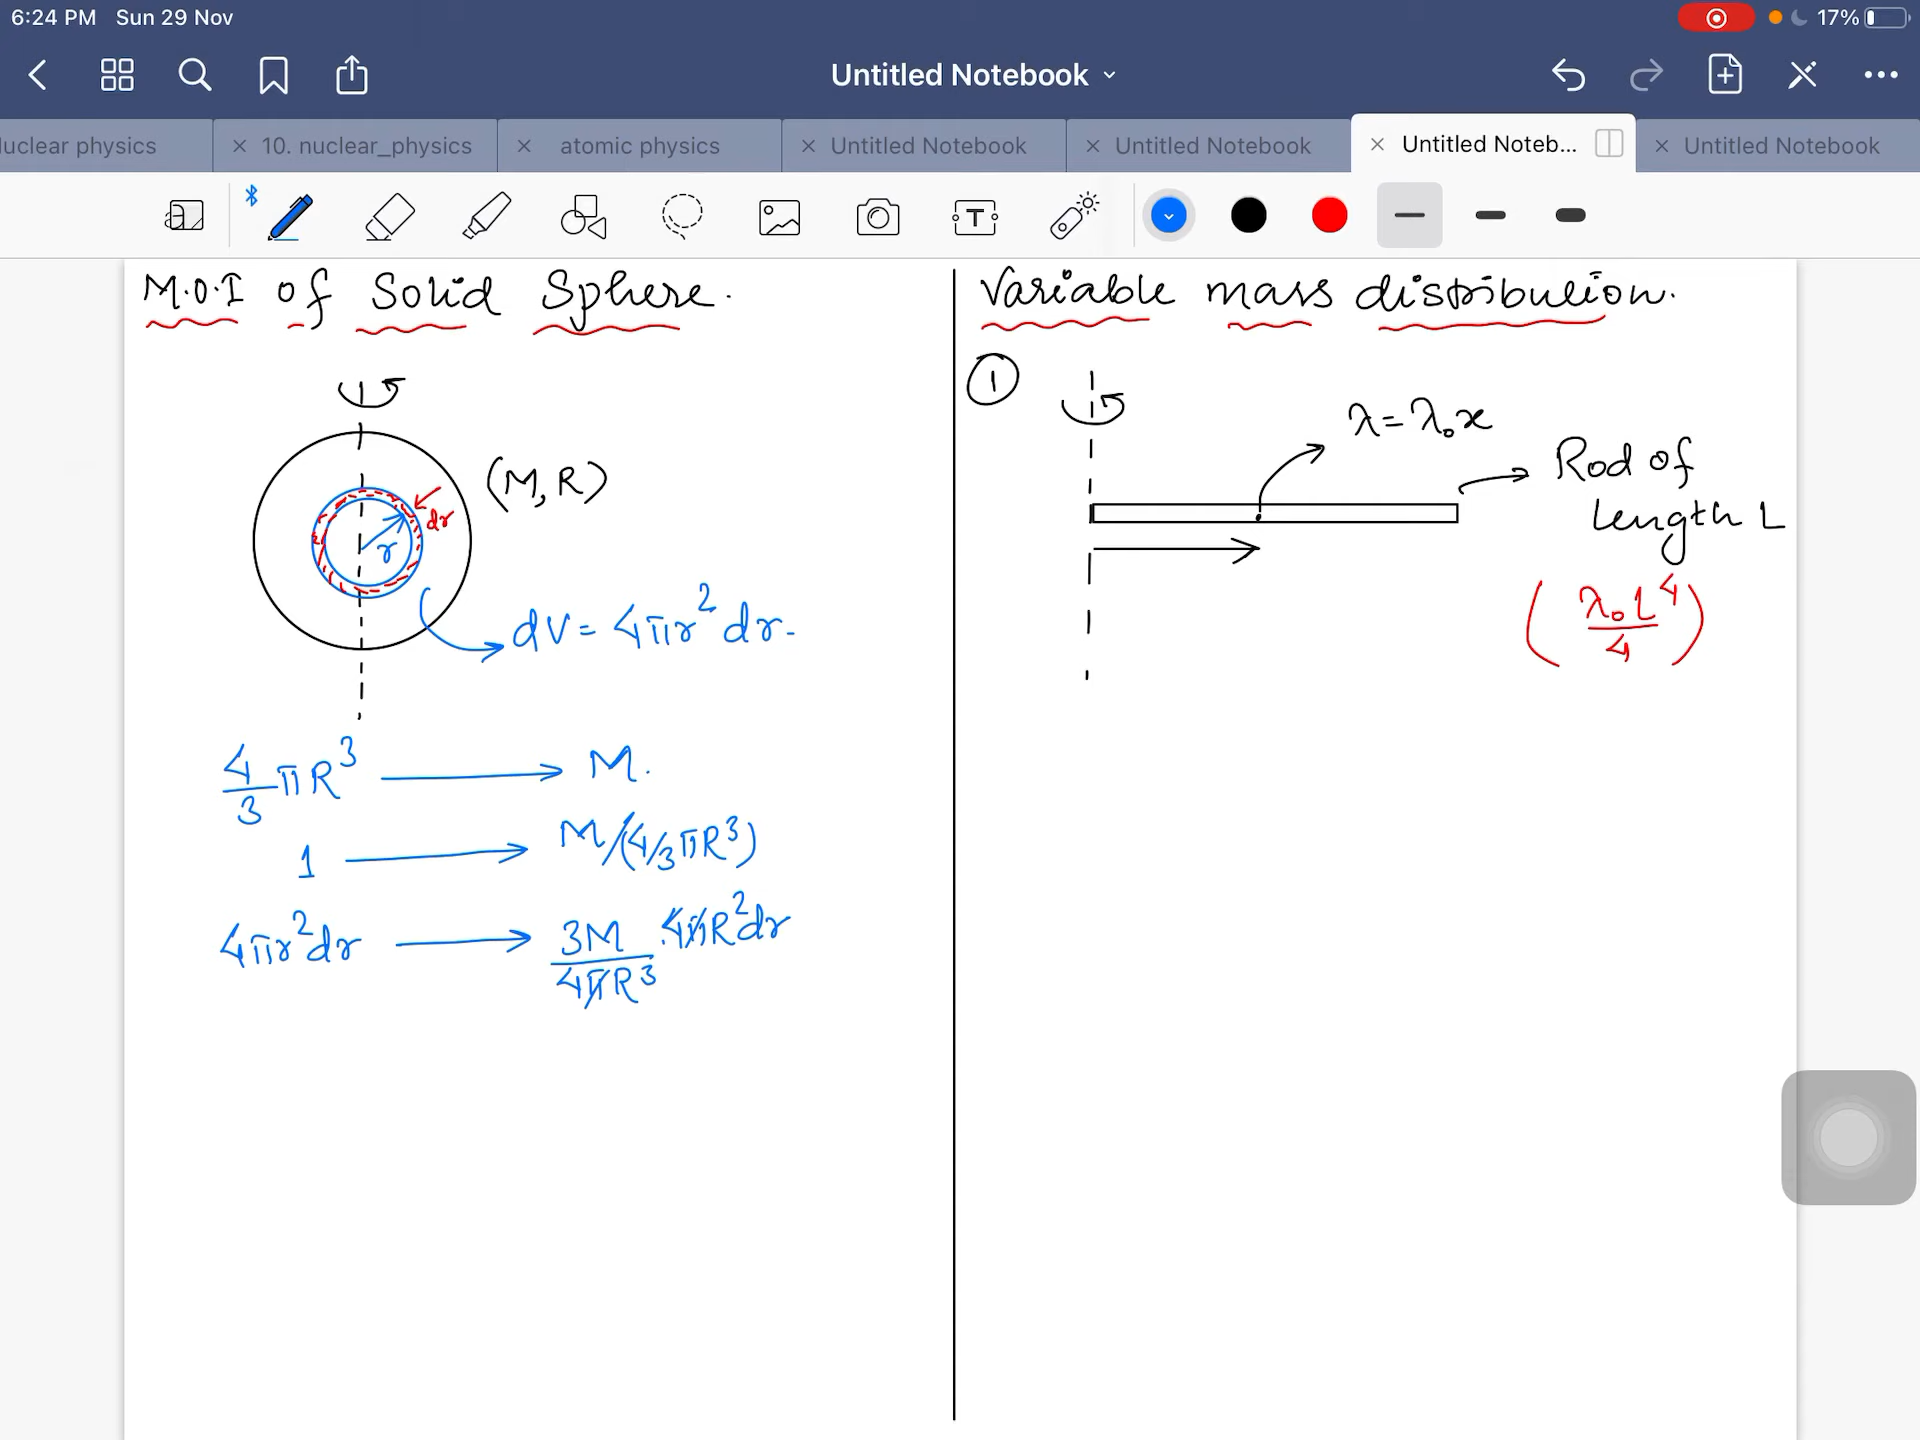 6:24 PM Sun 29 Nov
17%
Untitled Notebook
luclear physics
10. nuclear_physics
atomic physics
Untitled Notebook
Untitled Notebook
Untitled Noteb...
Untitled Notebook
M.O.I of Solid Sphere.
(M,R)
dr
r
dV= 4πr² dr.
4/3 πR³ → M.
1 → M/(4/3πR³)
4πr²dr → 3M/4πR³ .4πR²dr
Variable mass distribution.
①
λ=λ₀x
Rod of
length L
(λ₀L⁴/4)